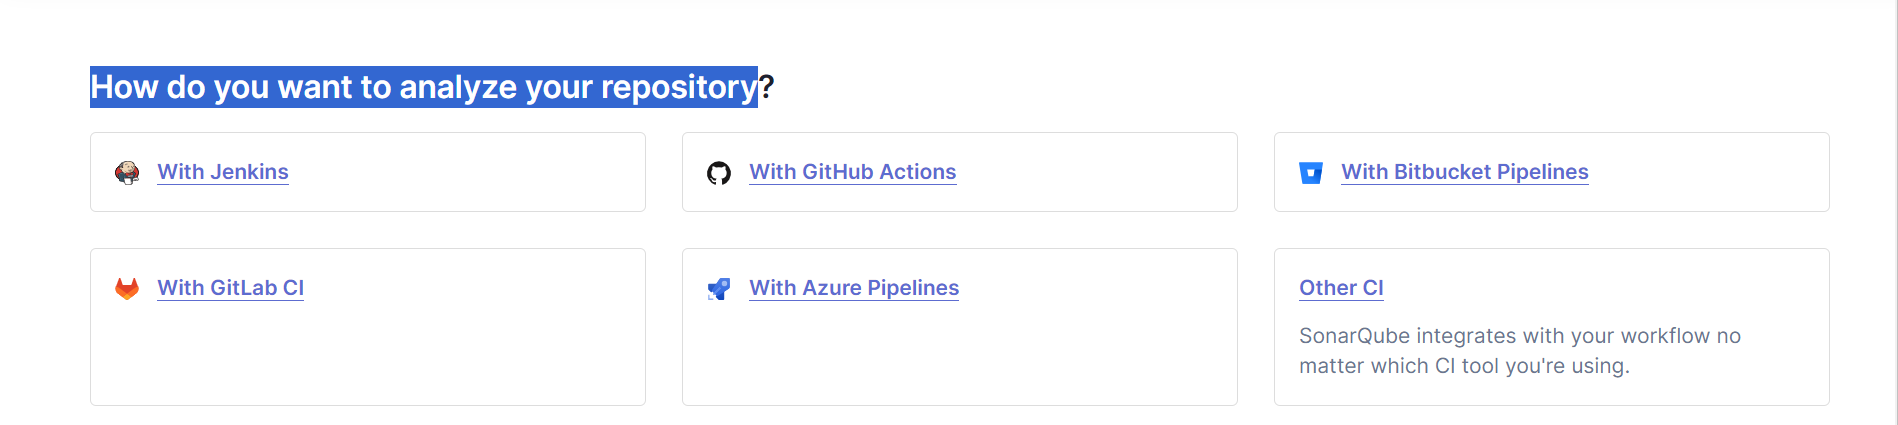 How do you want to analyze your repository?
With Jenkins
With GitHub Actions
With Bitbucket Pipelines
With GitLab CI
With Azure Pipelines
Other CI
SonarQube integrates with your workflow no
matter which CI tool you're using.